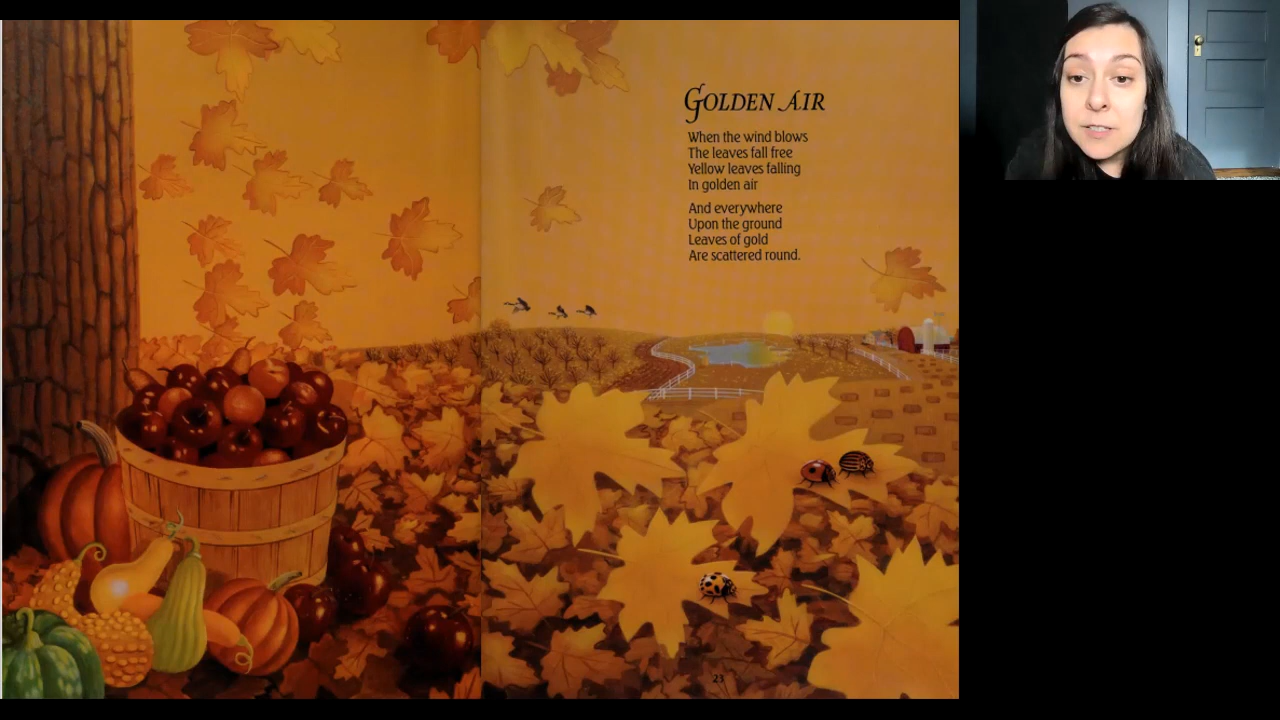 GOLDEN AIR
When the wind blows
The leaves fall free
Yellow leaves falling
In golden air
And everywhere
Upon the ground
Leaves of gold
Are scattered round.
23